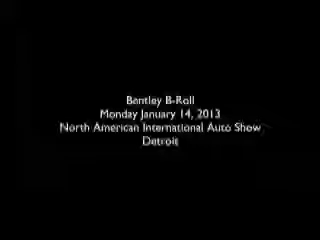 Bentley B-Roll
Monday January 14, 2013
North American International Auto Show
Detroit